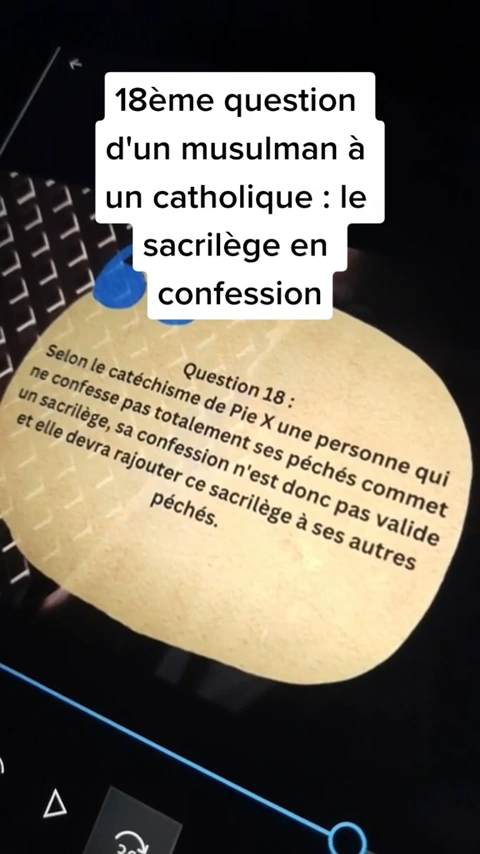 18ème question
d'un musulman à
un catholique : le
sacrilège en
confession
Question 18 :
Selon le catéchisme de Pie X une personne qui
ne confesse pas totalement ses péchés commet
un sacrilège, sa confession n'est donc pas valide
et elle devra rajouter ce sacrilège à ses autres
péchés.